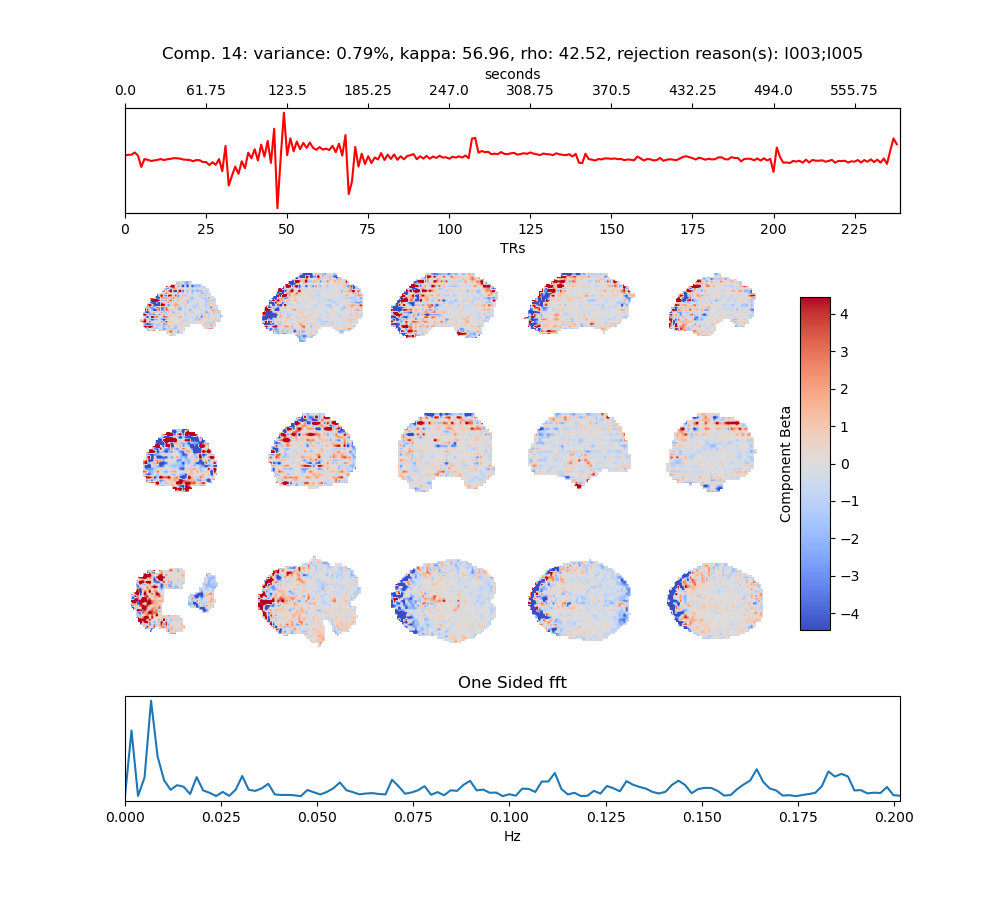 Comp. 14: variance: 0.79%, kappa: 56.96, rho: 42.52, rejection reason(s): I003;I005
seconds
0.0 61.75 123.5 185.25 247.0 308.75 370.5 432.25 494.0 555.75
0 25 50 75 100 125 150 175 200 225
TRs
4
3
2
1
0
−1
−2
−3
−4
Component Beta
One Sided fft
0.000 0.025 0.050 0.075 0.100 0.125 0.150 0.175 0.200
Hz